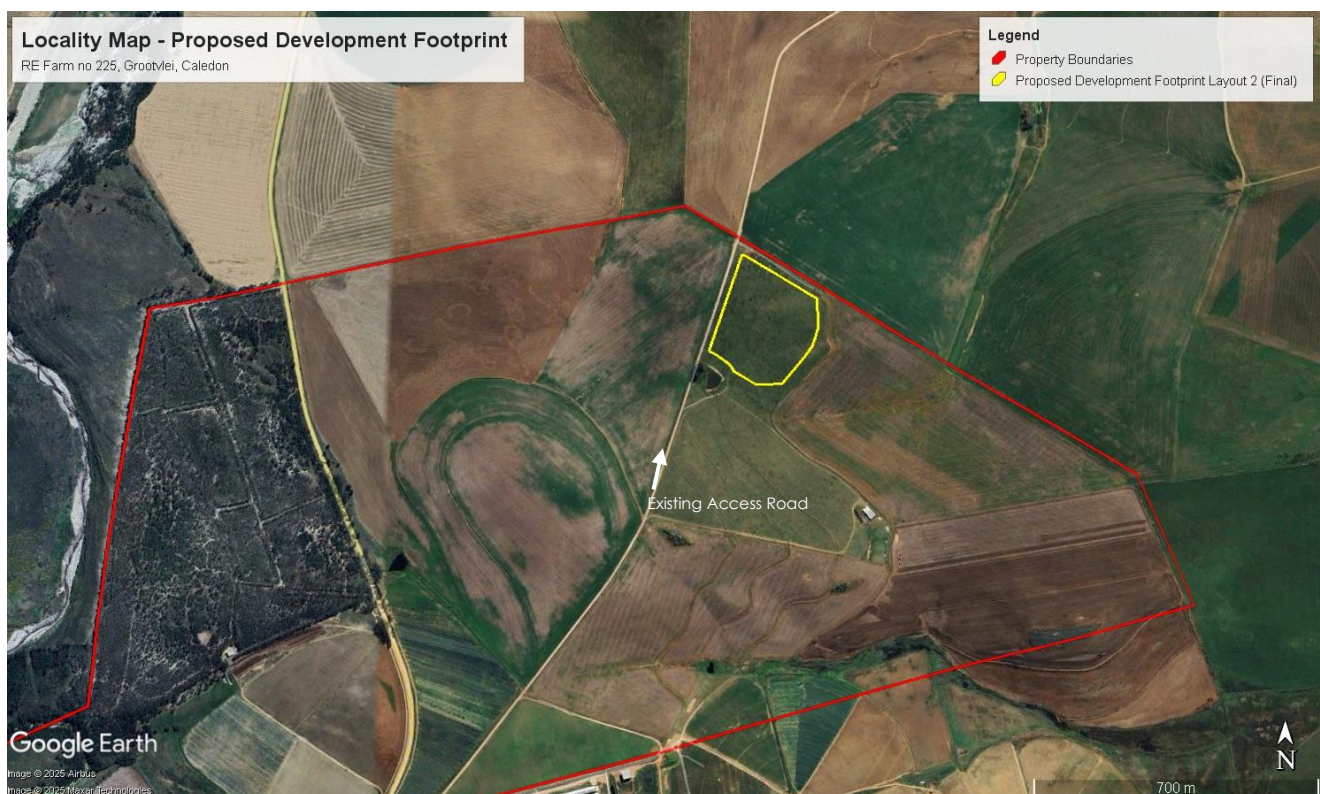 Locality Map - Proposed Development Footprint
RE Farm no 225, Grootvlei, Caledon
Legend
Property Boundaries
Proposed Development Footprint Layout 2 (Final)
Existing Access Road
Google Earth
Image © 2025 Airbus
Image © 2025 Maxar Technologies
N
700 m